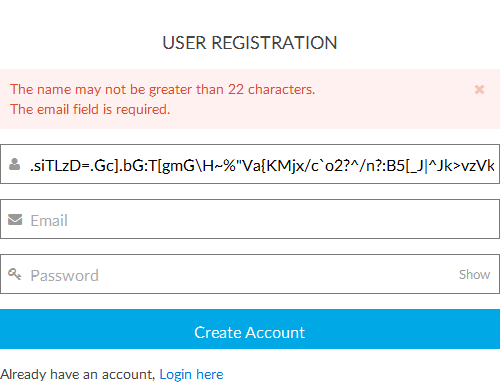 USER REGISTRATION
The name may not be greater than 22 characters.
The email field is required.
.siTLzD=.Gc].bG:T[gmG\H~%"Va{KMjx/c`o2?^/n?:B5[_J|^Jk>vzVk
Email
Password Show
Create Account
Already have an account, Login here